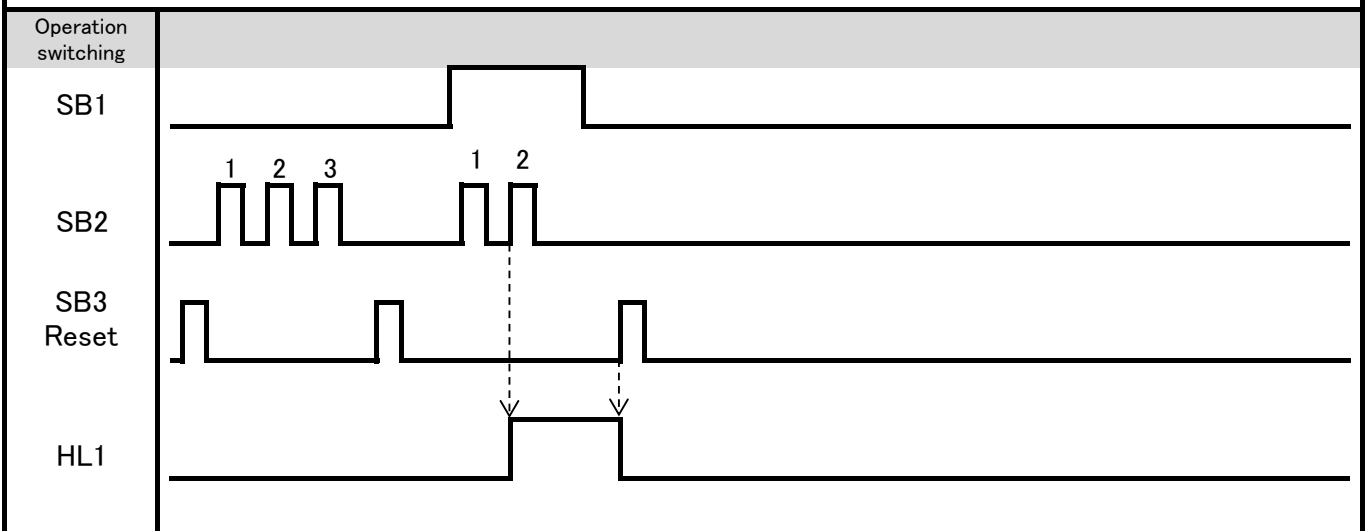 Operation
switching
SB1
1 2 3 1 2
SB2
SB3
Reset
HL1